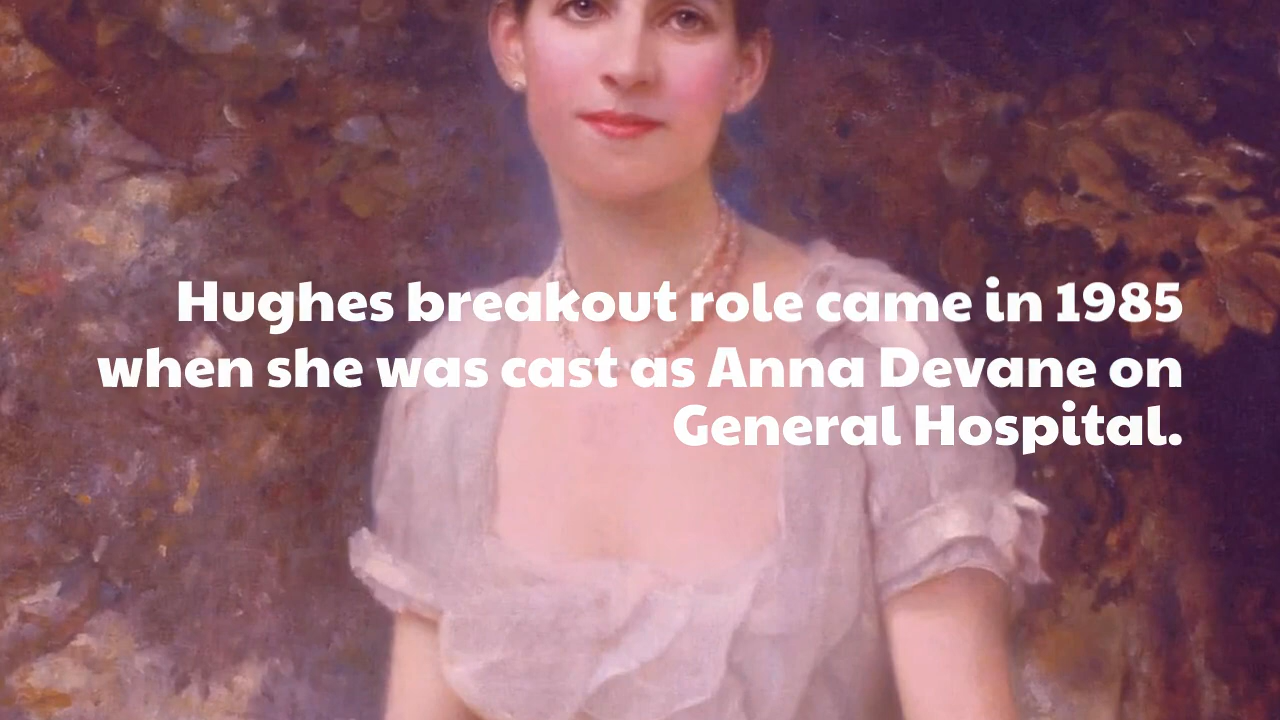 Hughes breakout role came in 1985
when she was cast as Anna Devane on
General Hospital.